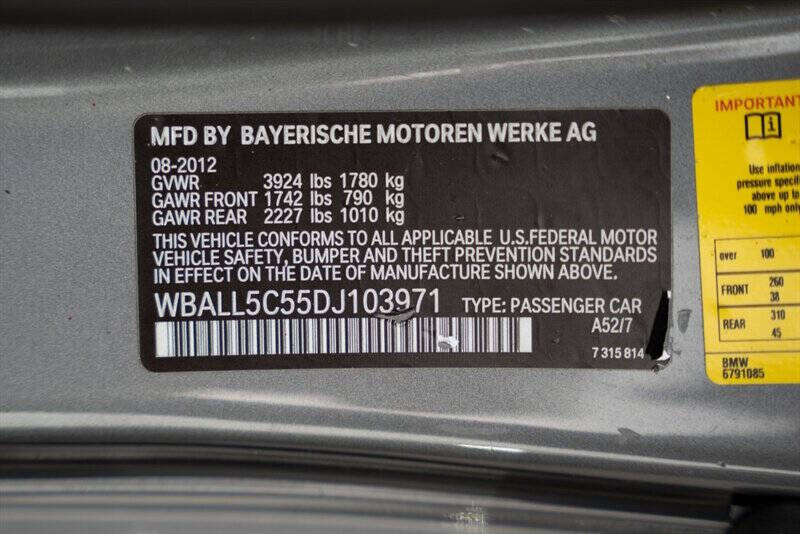 MFD BY BAYERISCHE MOTOREN WERKE AG
08-2012
GVWR 3924 lbs 1780 kg
GAWR FRONT 1742 lbs 790 kg
GAWR REAR 2227 lbs 1010 kg
THIS VEHICLE CONFORMS TO ALL APPLICABLE U.S.FEDERAL MOTOR
VEHICLE SAFETY, BUMPER AND THEFT PREVENTION STANDARDS
IN EFFECT ON THE DATE OF MANUFACTURE SHOWN ABOVE.
WBALL5C55DJ103971 TYPE: PASSENGER CAR
A52/7
7 315 814
IMPORTANT
Use inflation
pressure specif
above up to
100 mph only
over 100
FRONT 260
38
REAR 310
45
BMW
6791085